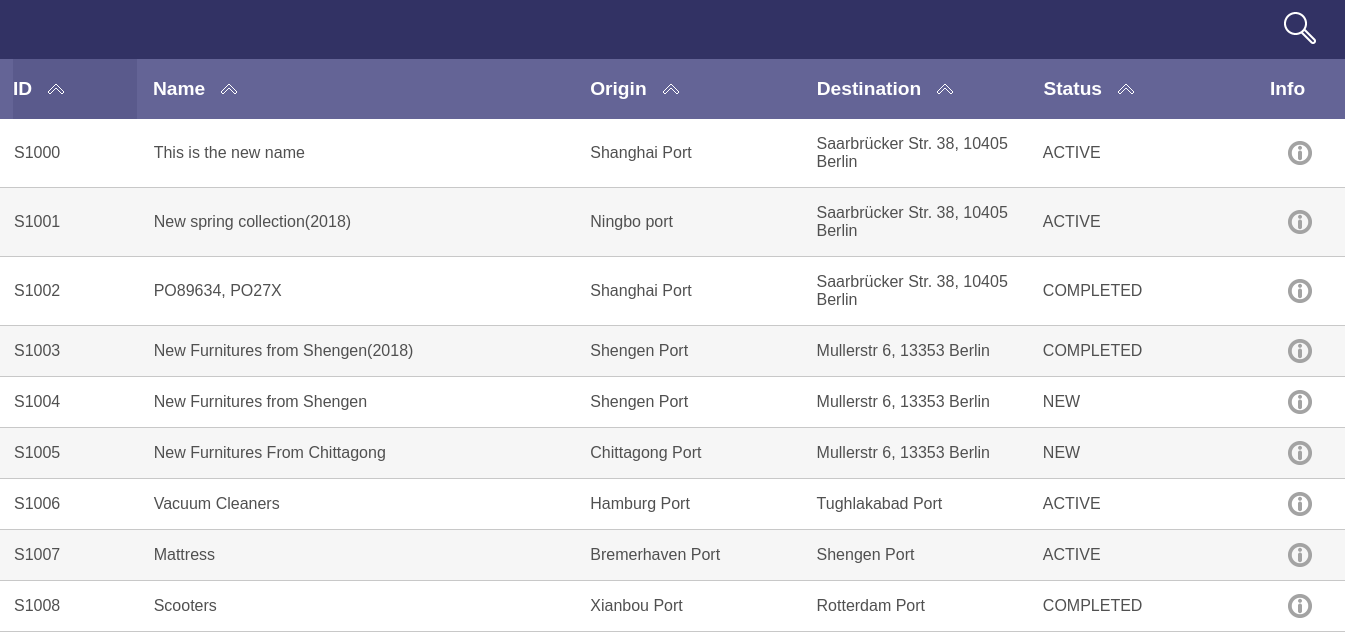 ID Name Origin Destination Status Info
S1000 This is the new name Shanghai Port Saarbrücker Str. 38, 10405 Berlin ACTIVE
S1001 New spring collection(2018) Ningbo port Saarbrücker Str. 38, 10405 Berlin ACTIVE
S1002 PO89634, PO27X Shanghai Port Saarbrücker Str. 38, 10405 Berlin COMPLETED
S1003 New Furnitures from Shengen(2018) Shengen Port Mullerstr 6, 13353 Berlin COMPLETED
S1004 New Furnitures from Shengen Shengen Port Mullerstr 6, 13353 Berlin NEW
S1005 New Furnitures From Chittagong Chittagong Port Mullerstr 6, 13353 Berlin NEW
S1006 Vacuum Cleaners Hamburg Port Tughlakabad Port ACTIVE
S1007 Mattress Bremerhaven Port Shengen Port ACTIVE
S1008 Scooters Xianbou Port Rotterdam Port COMPLETED